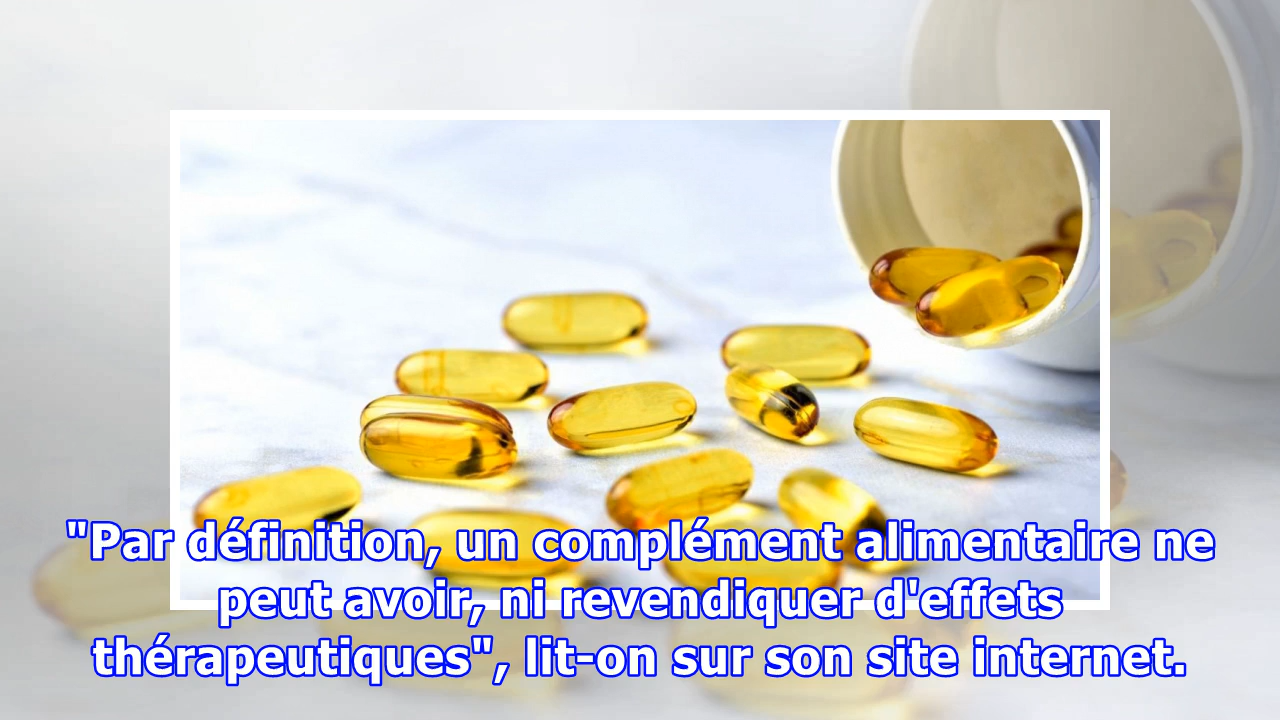 "Par définition, un complément alimentaire ne
peut avoir, ni revendiquer d'effets
thérapeutiques", lit-on sur son site internet.